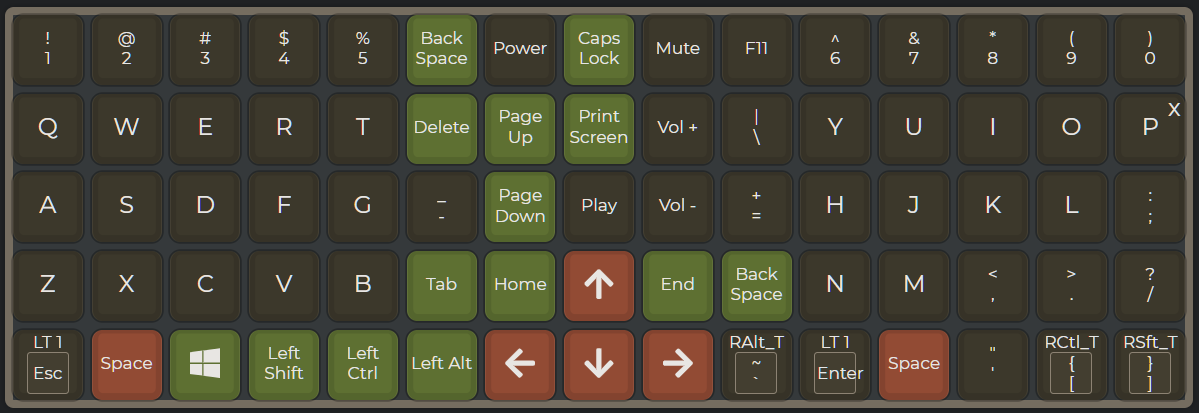 ! @ # $ % Back Power Caps Mute F11 ^ & * ( )
1 2 3 4 5 Space Lock 6 7 8 9 0
Q W E R T Delete Page Up Print Screen Vol + | \ Y U I O P X
A S D F G _ - Page Down Play Vol - + = H J K L : ;
Z X C V B Tab Home ↑ End Back Space N M < , > . ? /
LT 1 Esc Space Left Shift Left Ctrl Left Alt ← ↓ → RAlt_T ~ ` LT 1 Enter Space " ' RCtl_T { [ RSft_T } ]